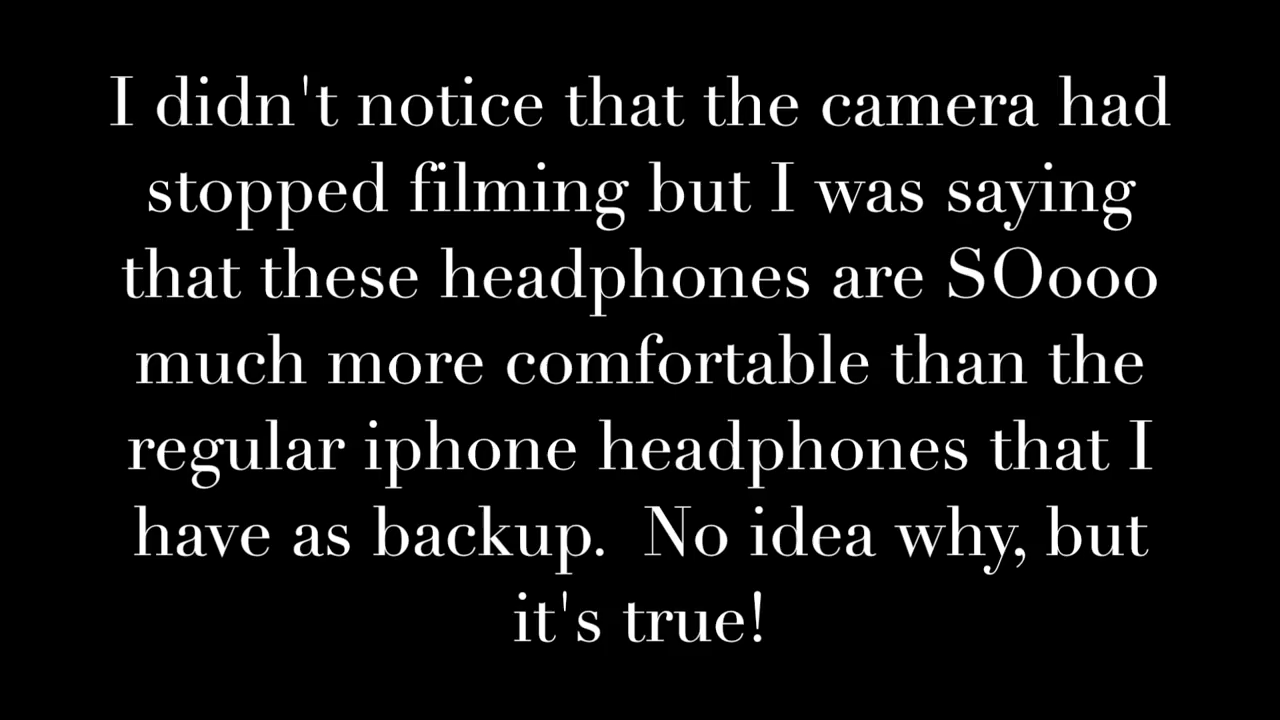 I didn't notice that the camera had
stopped filming but I was saying
that these headphones are SOooo
much more comfortable than the
regular iphone headphones that I
have as backup.  No idea why, but
it's true!